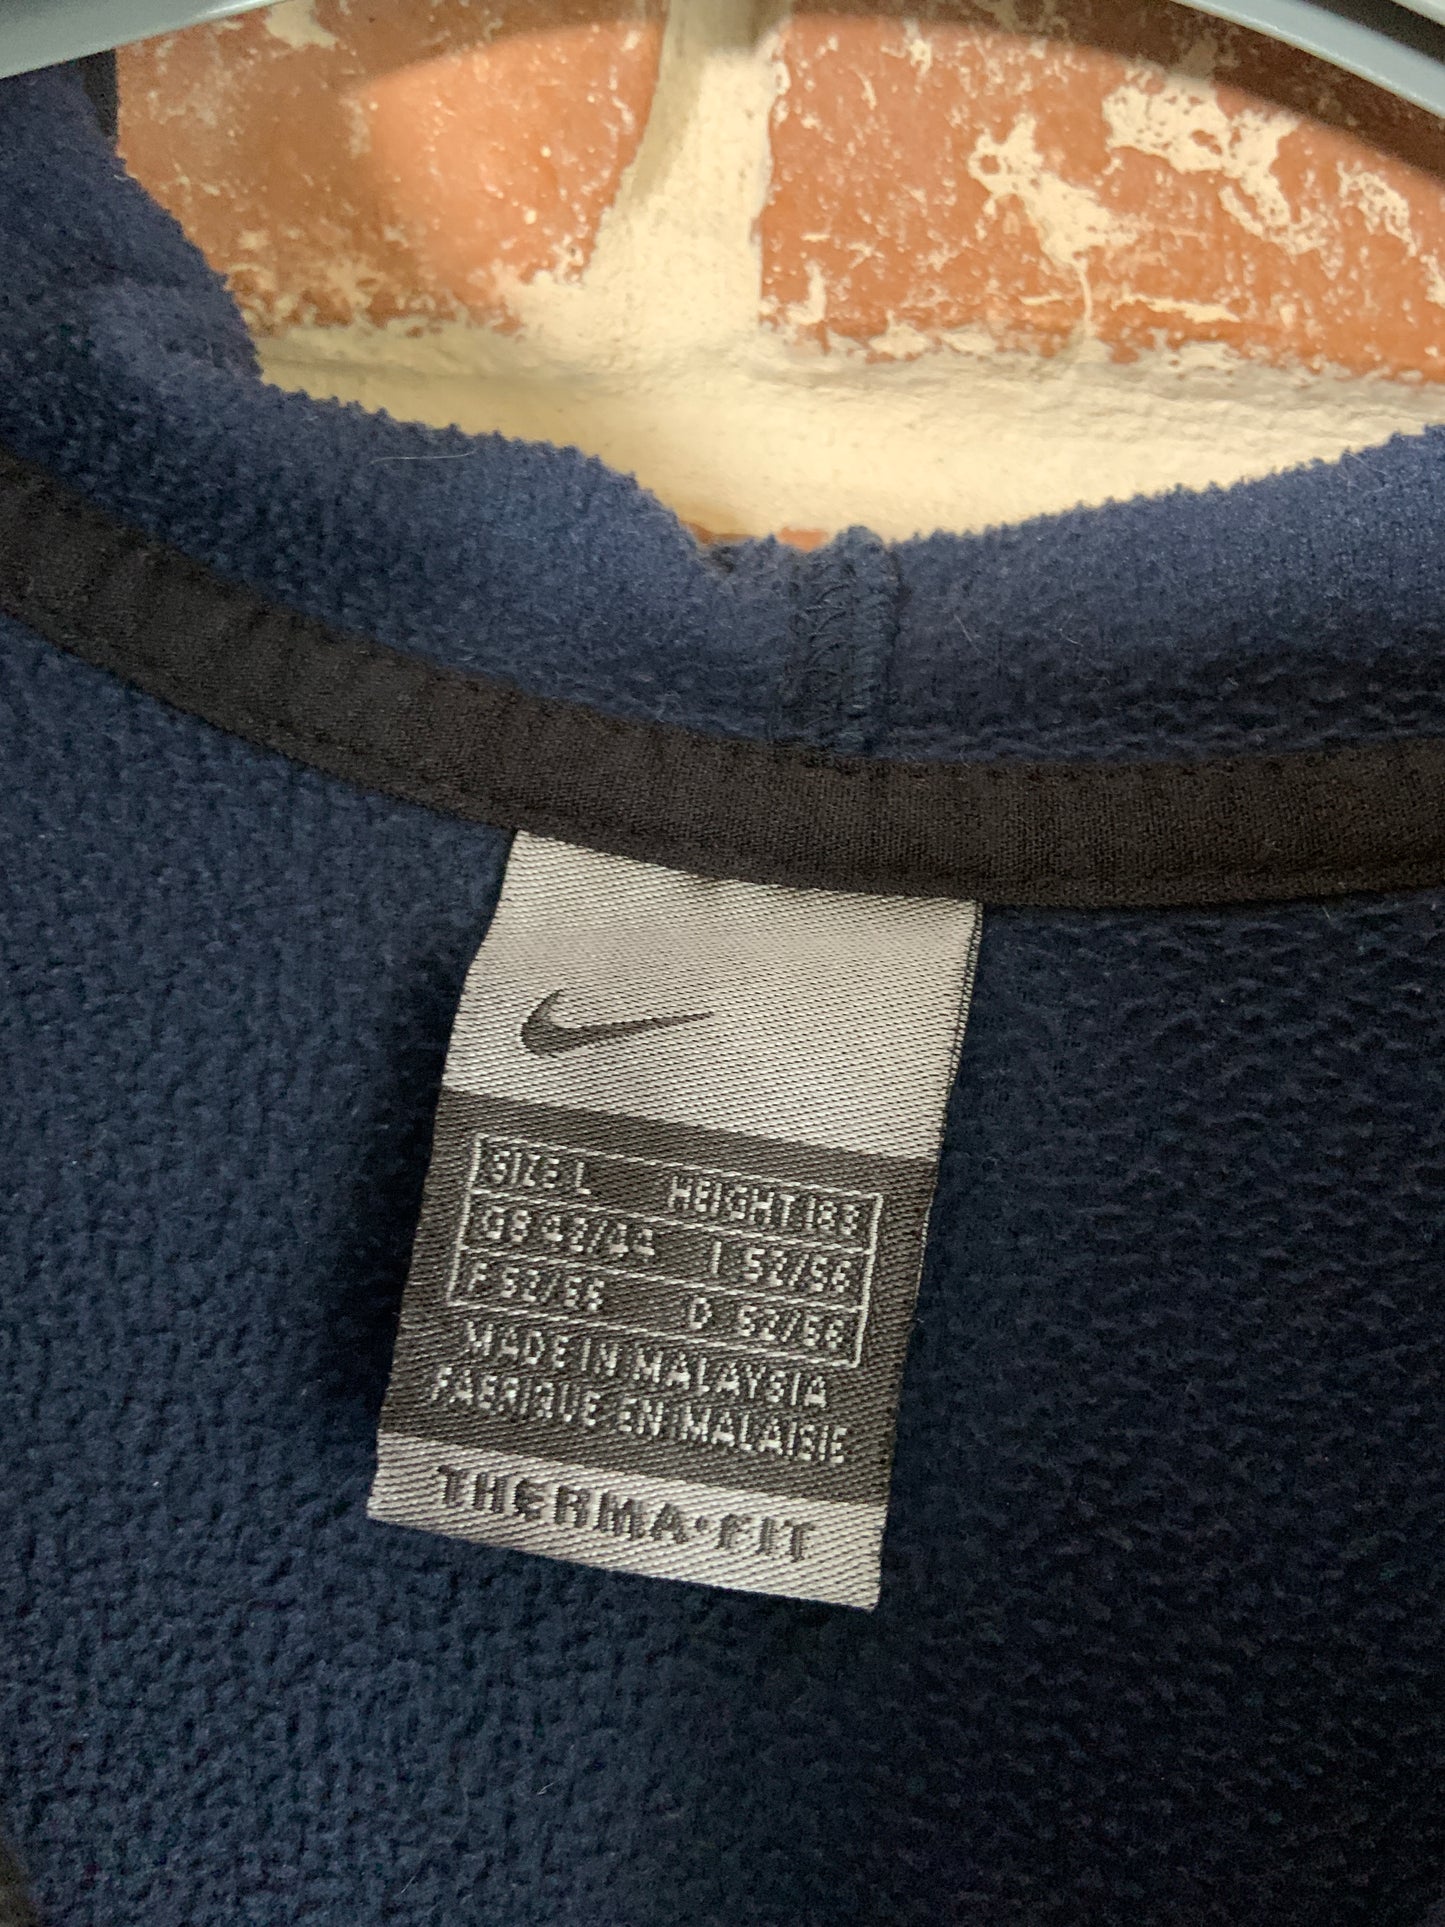 SIZE L HEIGHT 183
GB 42/44 I 52/56
F 52/56 D 52/56
MADE IN MALAYSIA
FABRIQUE EN MALAISIE
THERMA·FIT